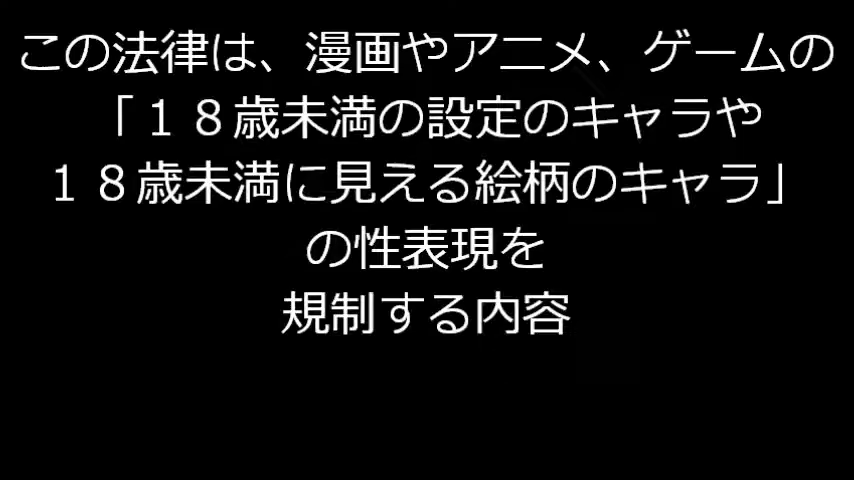 この法律は、漫画やアニメ、ゲームの
「１８歳未満の設定のキャラや
１８歳未満に見える絵柄のキャラ」
の性表現を
規制する内容